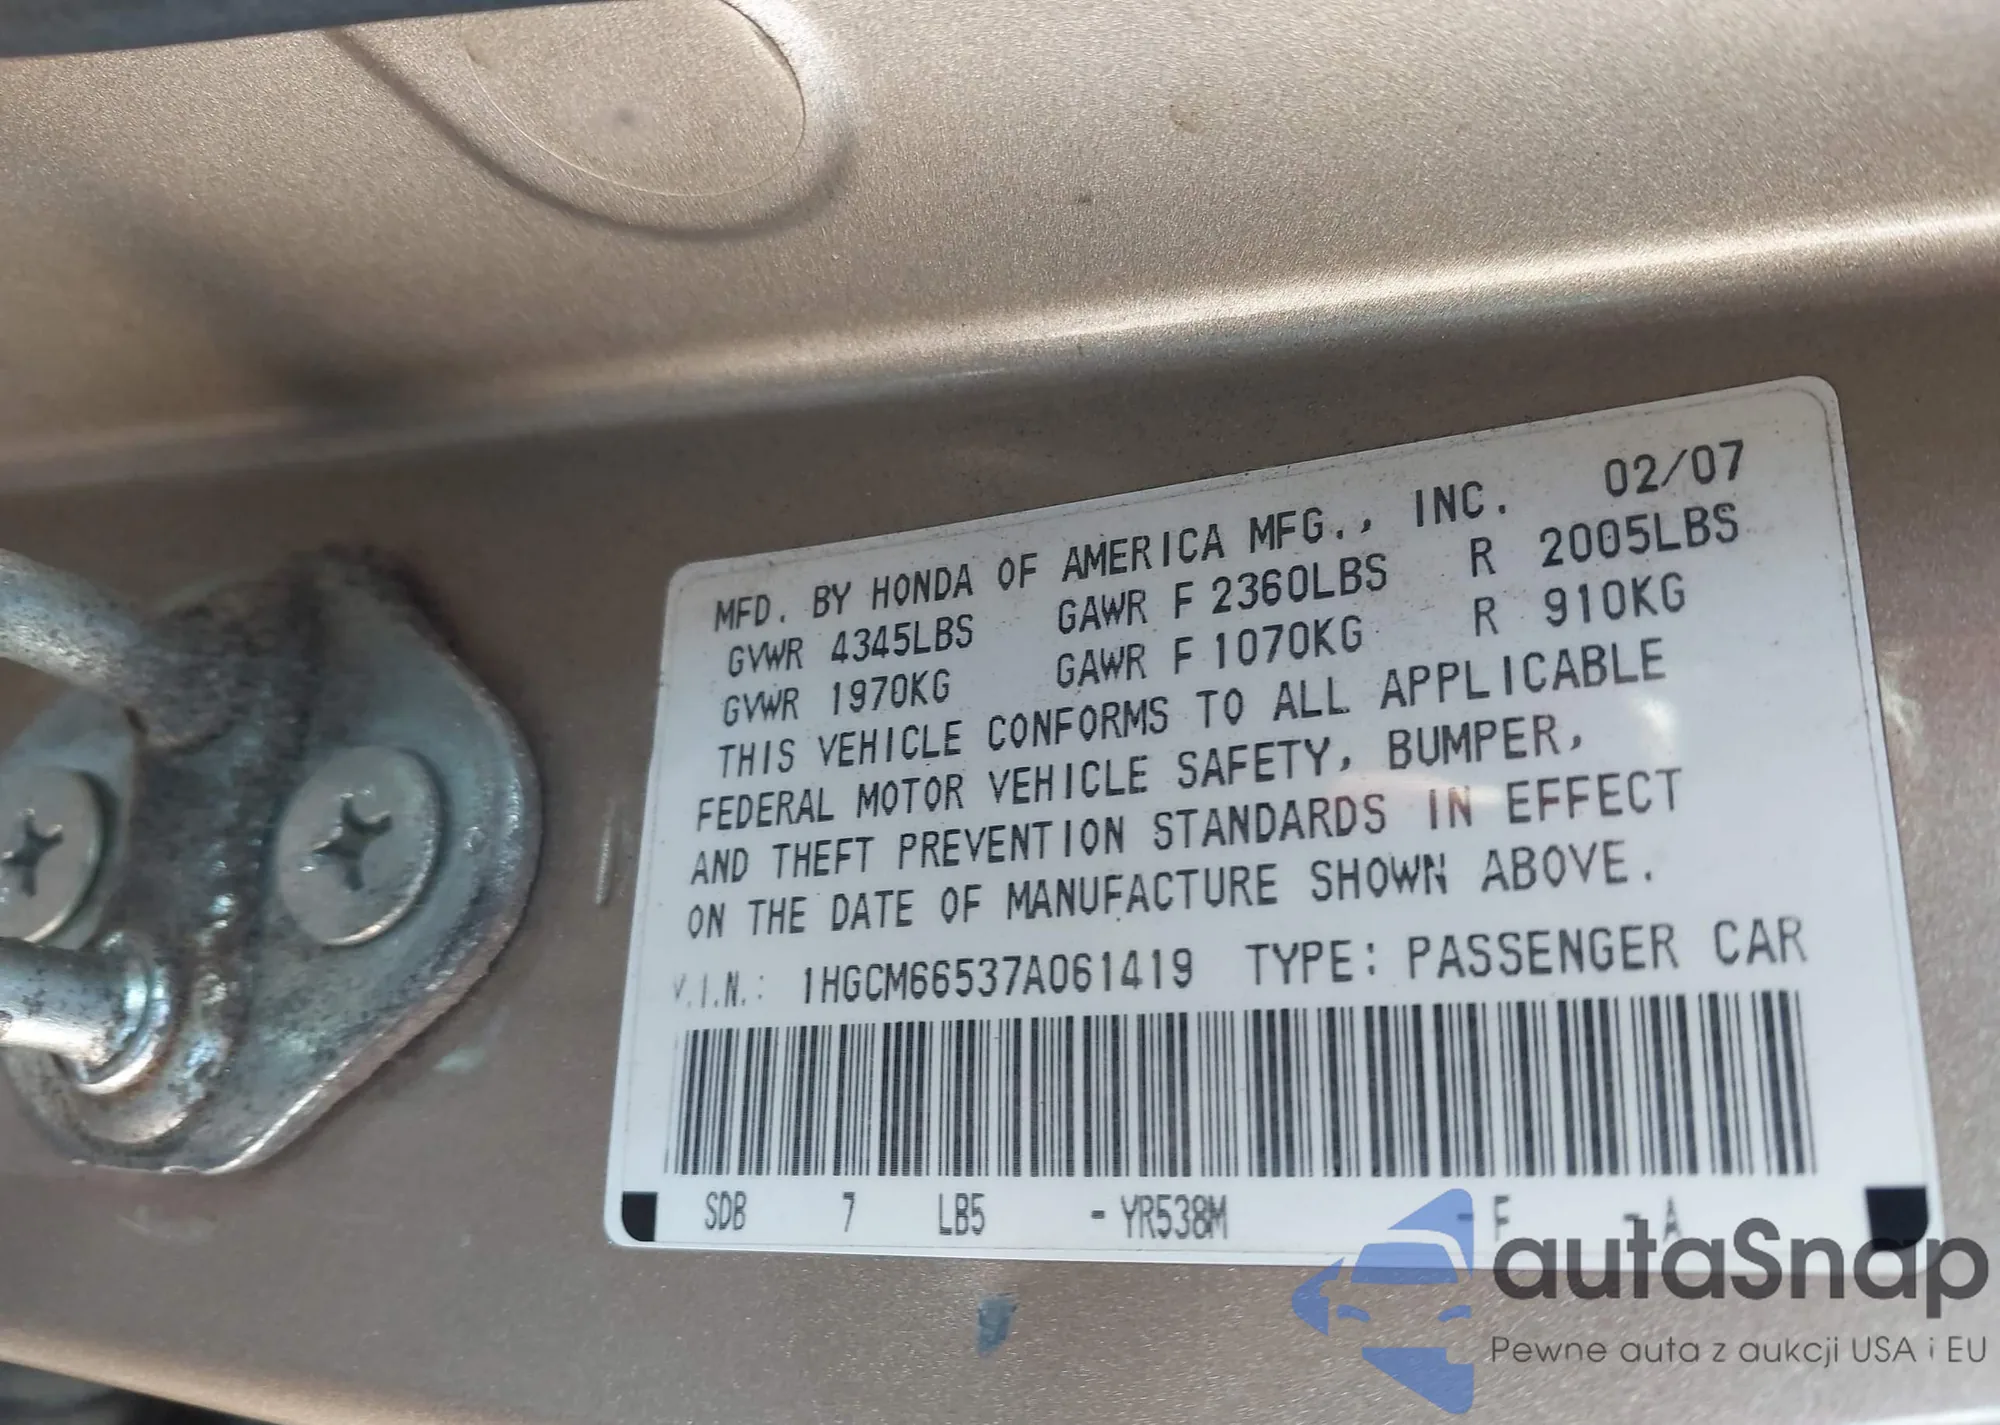 MFD. BY HONDA OF AMERICA MFG., INC. 02/07
GVWR 4345LBS GAWR F 2360LBS R 2005LBS
GVWR 1970KG GAWR F 1070KG R 910KG
THIS VEHICLE CONFORMS TO ALL APPLICABLE
FEDERAL MOTOR VEHICLE SAFETY, BUMPER,
AND THEFT PREVENTION STANDARDS IN EFFECT
ON THE DATE OF MANUFACTURE SHOWN ABOVE.
V.I.N.: 1HGCM66537A061419 TYPE: PASSENGER CAR
SDB 7 LB5 - YR538M - F - A
autaSnap
Pewne auta z aukcji USA i EU